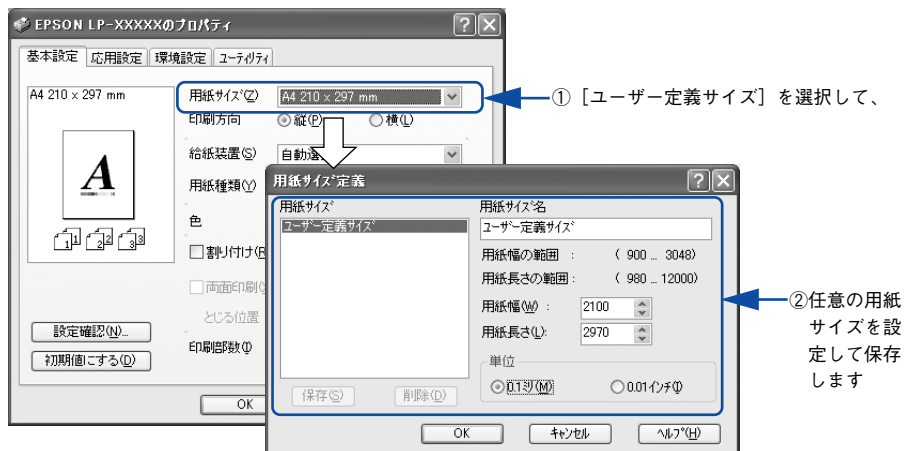 EPSON LP-XXXXXのプロパティ
基本設定 応用設定 環境設定 ユーティリティ
A4 210 x 297 mm
用紙サイズ(Z) A4 210 x 297 mm
印刷方向 縦(P) 横(L)
給紙装置(S)
用紙種類(Y)
色
割り付け(R
両面印刷(
とじる位置
印刷部数(I)
A
1 1 2 2 3 3
設定確認(N)...
初期値にする(D)
OK
①［ユーザー定義サイズ］を選択して、
用紙サイズ定義
用紙サイズ
ユーザー定義サイズ
保存(S) 削除(D)
用紙サイズ名
ユーザー定義サイズ
用紙幅の範囲 : ( 900 ... 3048)
用紙長さの範囲 : ( 980 ... 12000)
用紙幅(W) : 2100
用紙長さ(L): 2970
単位
0.1ミリ(M) 0.01インチ(I)
OK キャンセル ヘルプ(H)
②任意の用紙
サイズを設
定して保存
します